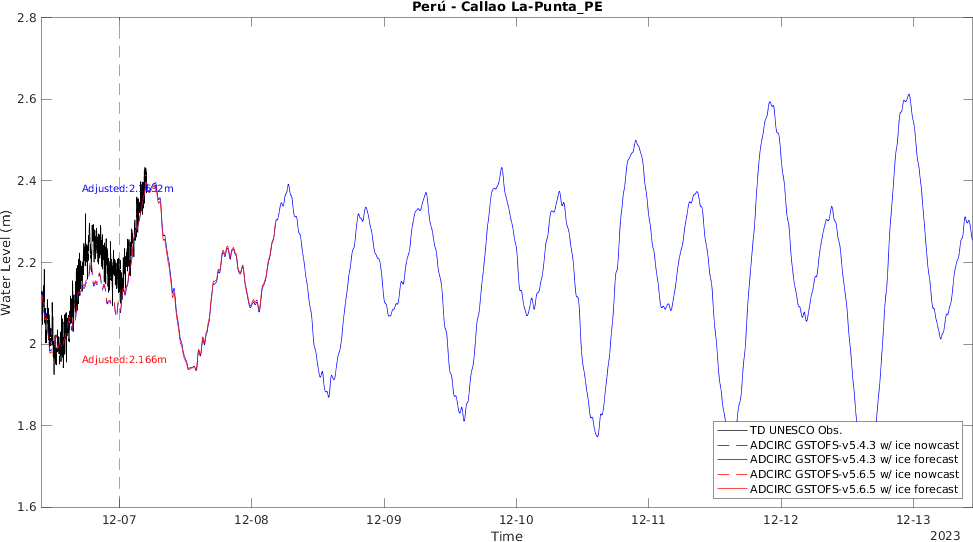 Perú - Callao La-Punta_PE
2.8
2.6
2.4
2.2
2
1.8
1.6
Water Level (m)
Adjusted:2.166m
TD UNESCO Obs.
ADCIRC GSTOFS-v5.4.3 w/ ice nowcast
ADCIRC GSTOFS-v5.4.3 w/ ice forecast
ADCIRC GSTOFS-v5.6.5 w/ ice nowcast
ADCIRC GSTOFS-v5.6.5 w/ ice forecast
12-07
12-08
12-09
12-10
12-11
12-12
12-13
Time
2023